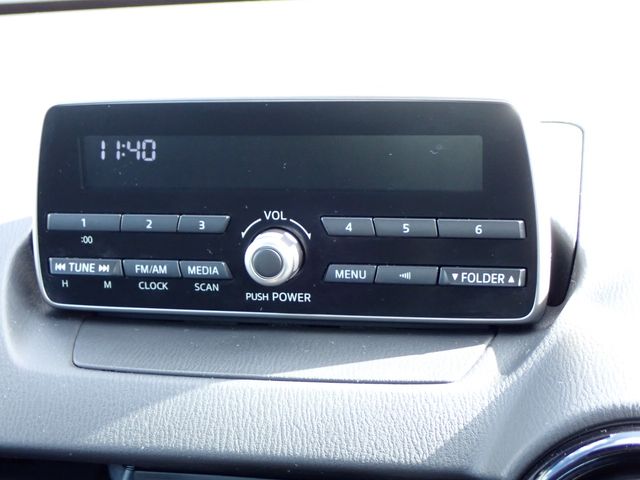 11:40
VOL
1 2 3 4 5 6
:00
⏮ TUNE ⏭ FM/AM MEDIA MENU ▼ FOLDER ▲
H M CLOCK SCAN
PUSH POWER